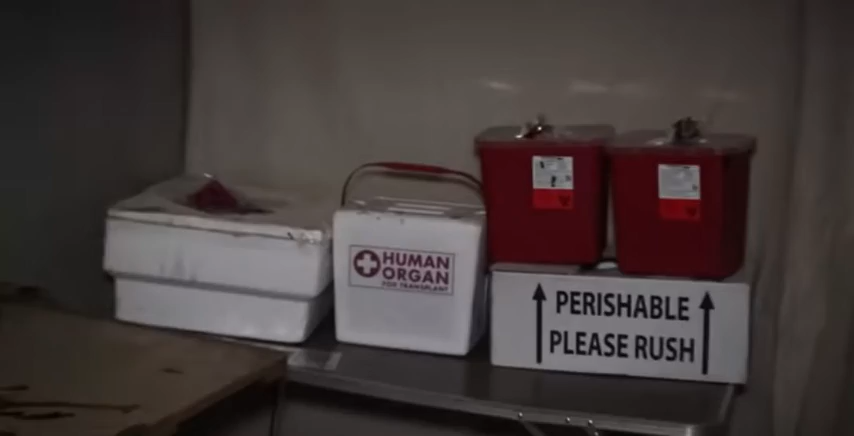 HUMAN
ORGAN
FOR TRANSPLANT
PERISHABLE
PLEASE RUSH